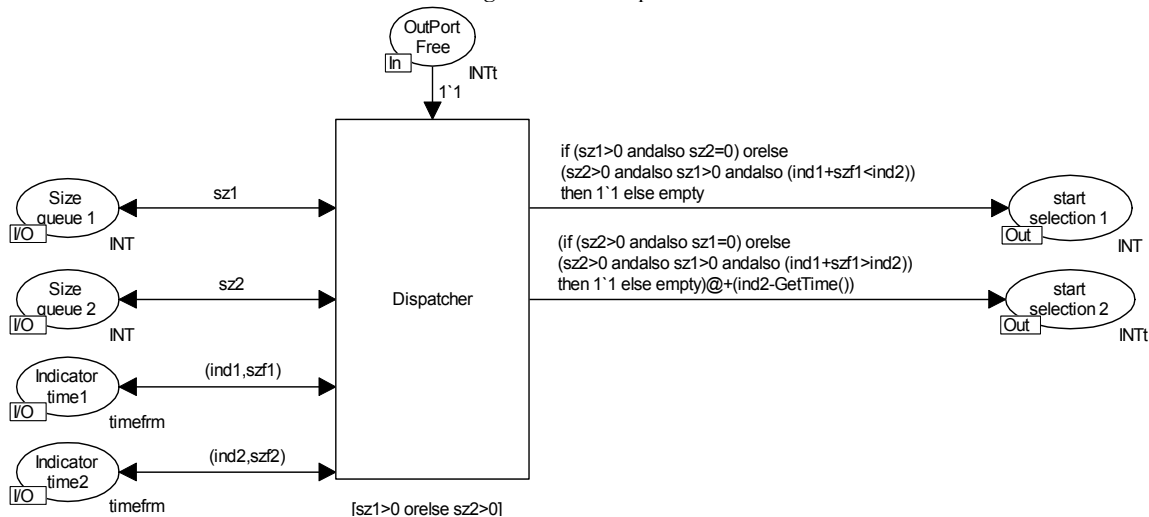 OutPort
Free
In
INTt
1`1
if (sz1>0 andalso sz2=0) orelse
(sz2>0 andalso sz1>0 andalso (ind1+szf1<ind2))
then 1`1 else empty
Size
queue 1
I/O
INT
sz1
start
selection 1
Out
INT
(if (sz2>0 andalso sz1=0) orelse
(sz2>0 andalso sz1>0 andalso (ind1+szf1>ind2))
then 1`1 else empty)@+(ind2-GetTime())
Size
queue 2
I/O
INT
sz2
Dispatcher
start
selection 2
Out
INTt
Indicator
time1
I/O
timefrm
(ind1,szf1)
Indicator
time2
I/O
timefrm
(ind2,szf2)
[sz1>0 orelse sz2>0]